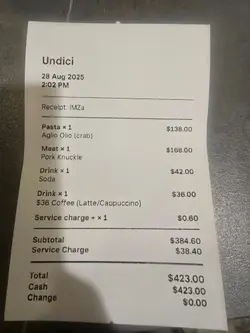 Undici
28 Aug 2025
2:02 PM
Receipt: IMZa
Pasta × 1 $138.00
Aglio Olio (crab)
Meat × 1 $168.00
Pork Knuckle
Drink × 1 $42.00
Soda
Drink × 1 $36.00
$36 Coffee (Latte/Cappuccino)
Service charge + × 1 $0.60
Subtotal $384.60
Service Charge $38.40
Total $423.00
Cash $423.00
Change $0.00